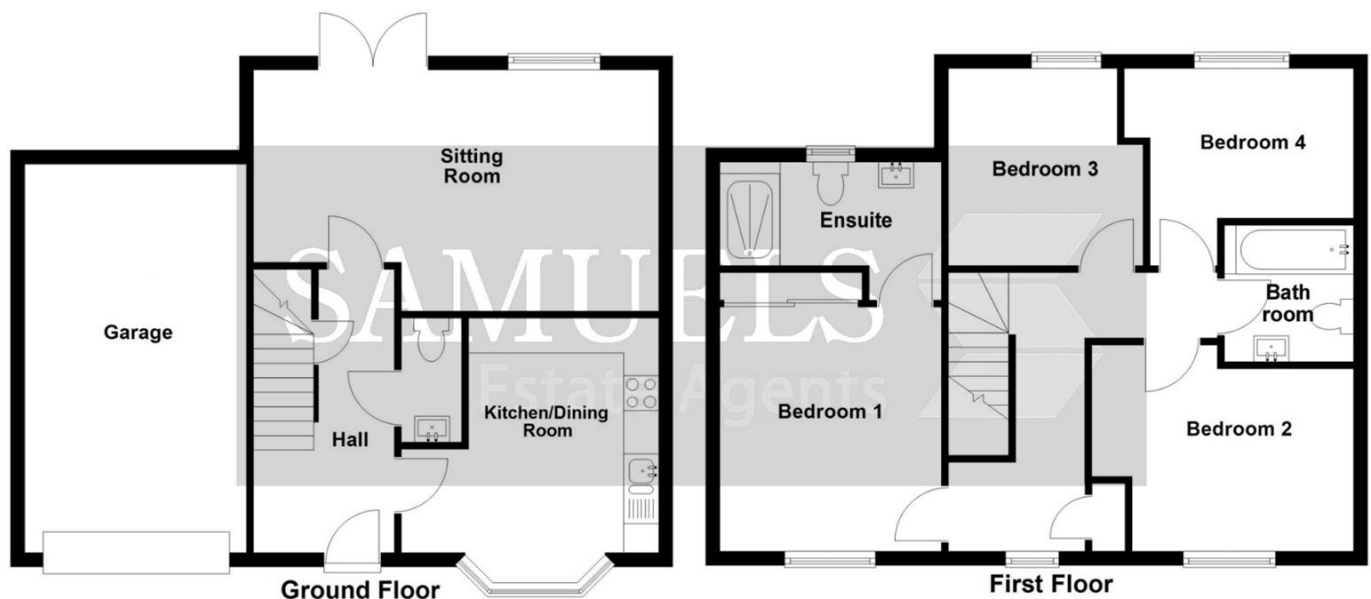 Sitting
Room
Garage
Hall
Kitchen/Dining
Room
Ground Floor
SAMUELS
Estate Agents
Bedroom 3
Bedroom 4
Ensuite
Bath
room
Bedroom 1
Bedroom 2
First Floor